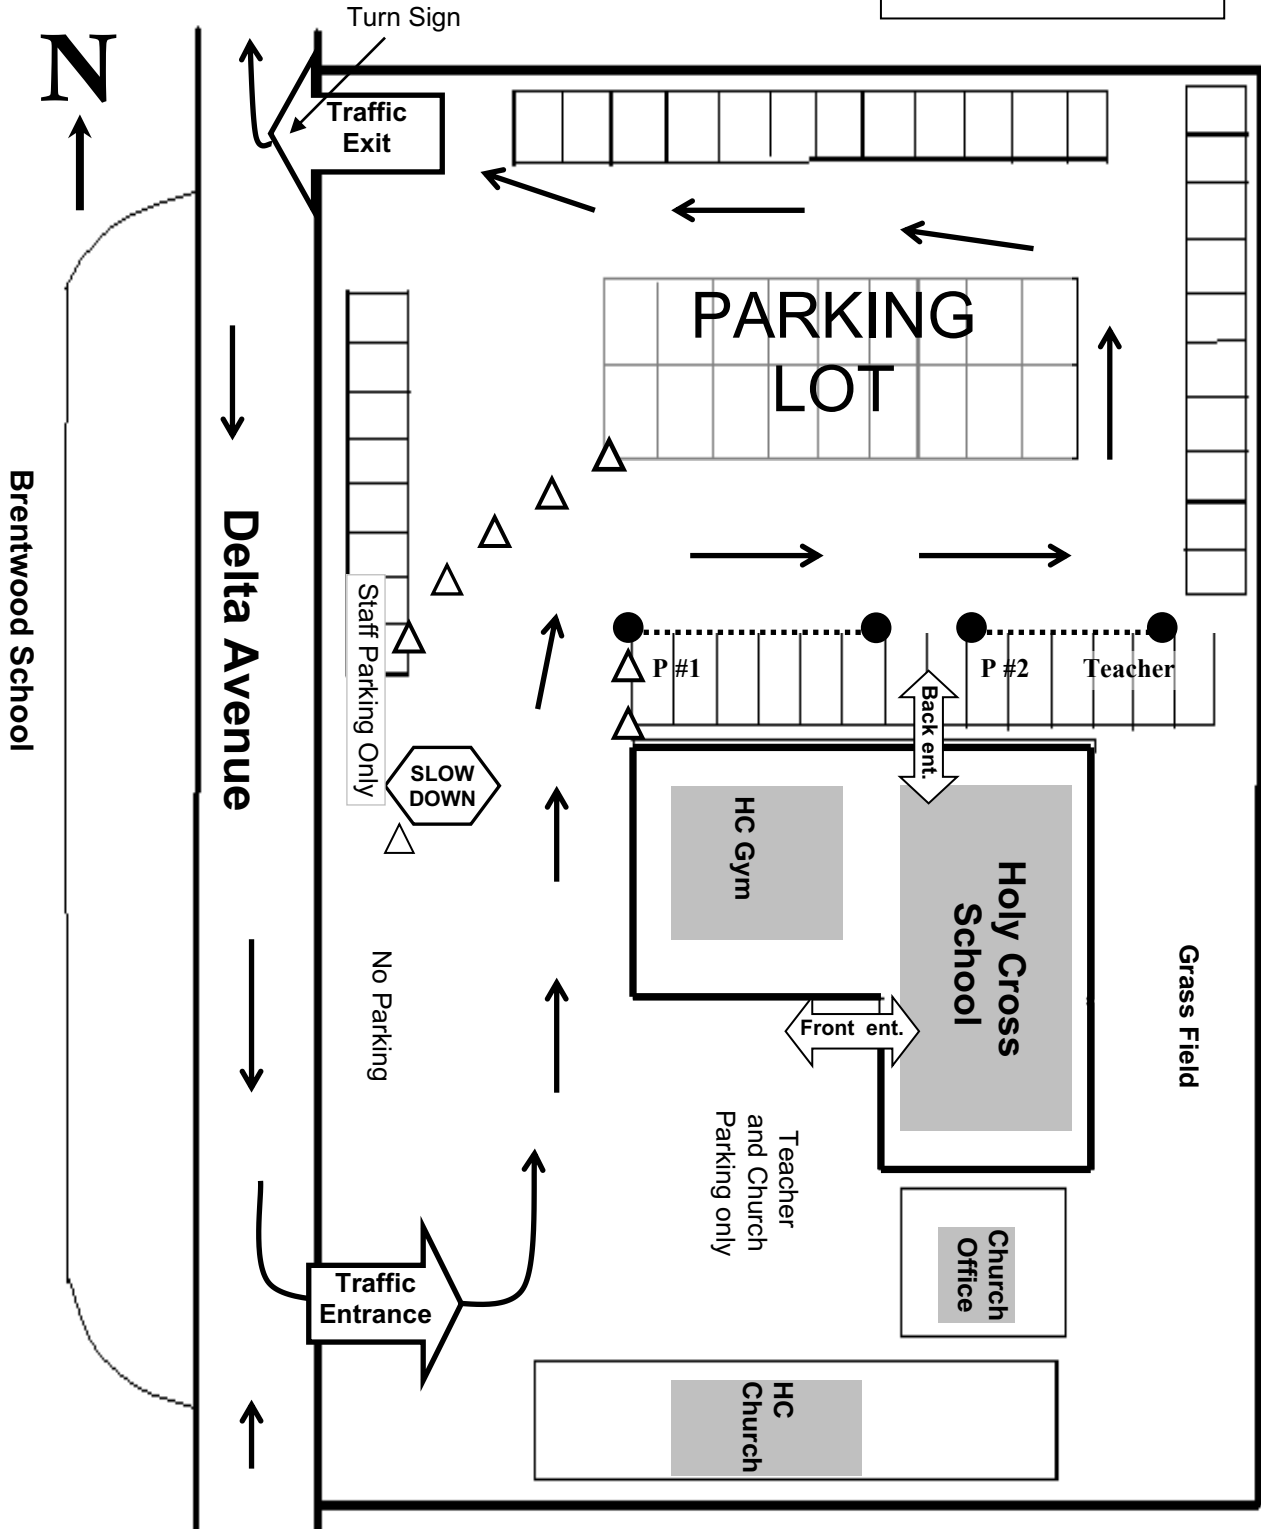 Turn Sign
N
Traffic
Exit
PARKING
LOT
Brentwood School
Delta Avenue
Staff Parking Only
P #1
P #2
Teacher
Back ent.
SLOW
DOWN
HC Gym
Holy Cross
School
Grass Field
No Parking
Front ent.
Teacher
and Church
Parking only
Church
Office
Traffic
Entrance
HC
Church